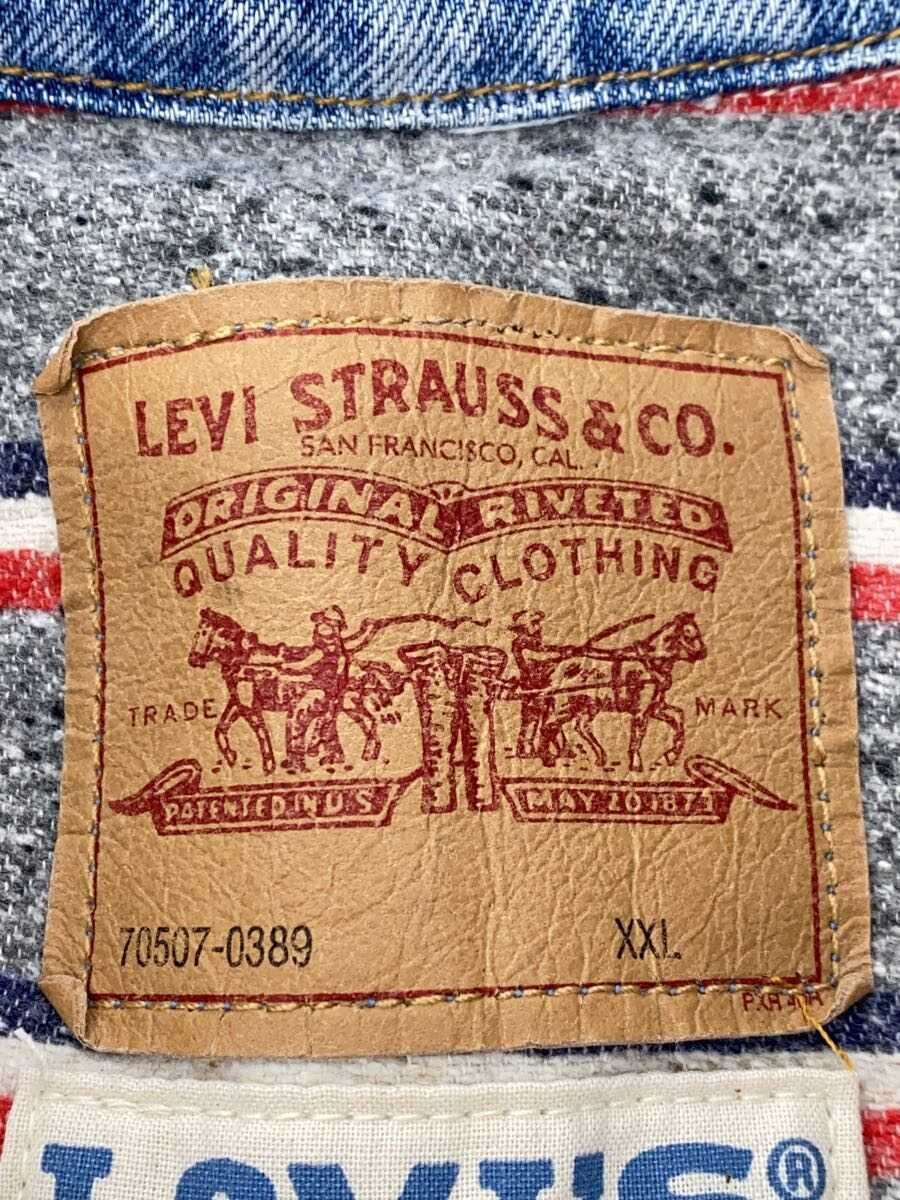 LEVI STRAUSS & CO.
SAN FRANCISCO, CAL.
ORIGINAL RIVETED
QUALITY CLOTHING
TRADE MARK
PATENTED IN U.S. MAY 20 1873
70507-0389 XXL
LEVI'S®